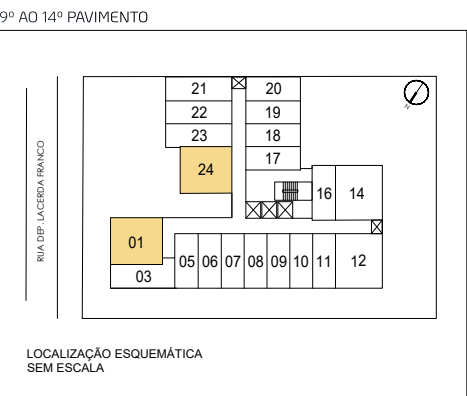 9º AO 14º PAVIMENTO
21 20
22 19
23 18
17
24
16 14
N
RUA DEP. LACERDA FRANCO
01
05 06 07 08 09 10 11 12
03
LOCALIZAÇÃO ESQUEMÁTICA
SEM ESCALA